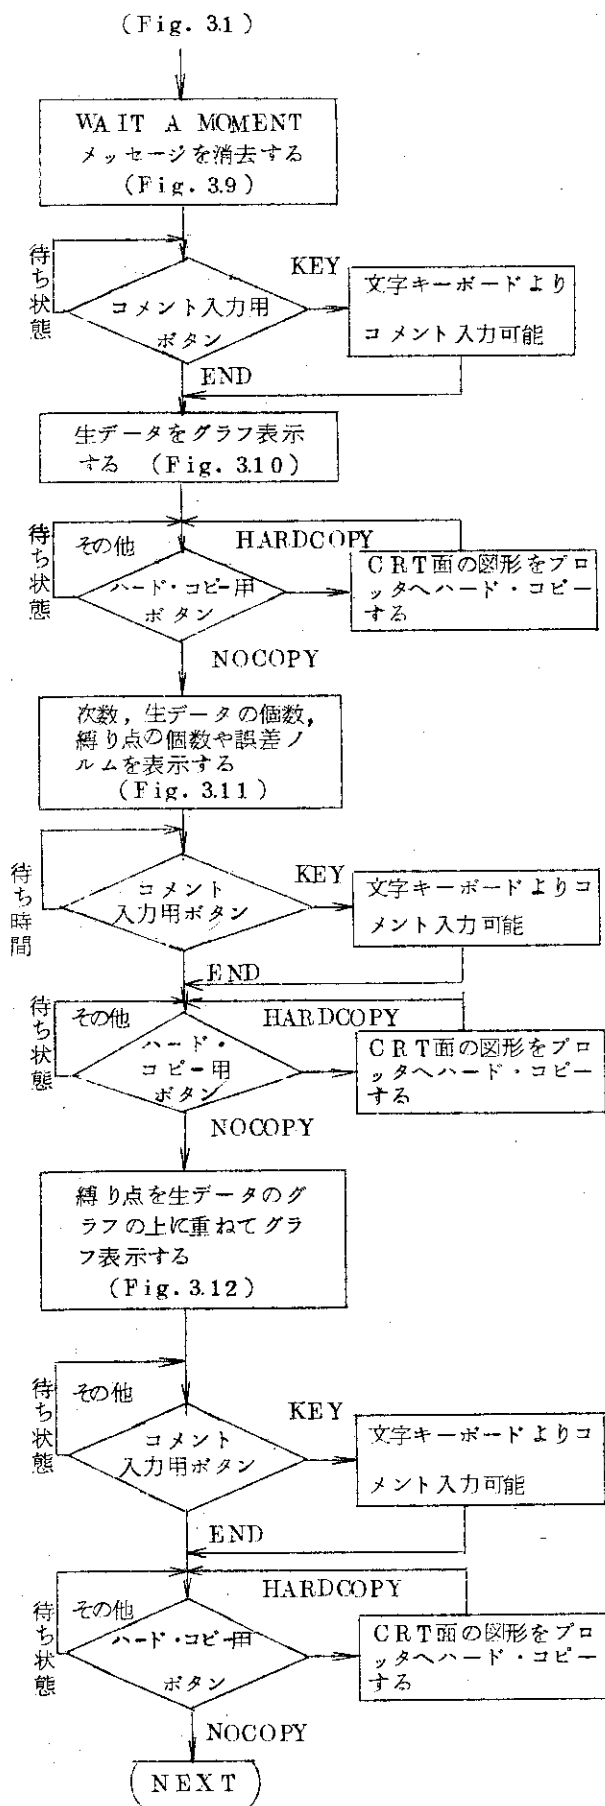 (Fig. 3.1)
WAIT A MOMENT
メッセージを消去する
(Fig. 3.9)
待ち状態
コメント入力用
ボタン
KEY
文字キーボードより
コメント入力可能
END
生データをグラフ表示
する (Fig. 3.10)
待ち状態
その他
HARDCOPY
ハード・コピー用
ボタン
CRT面の図形をプロ
ッタへハード・コピー
する
NOCOPY
次数，生データの個数，
縛り点の個数や誤差ノ
ルムを表示する
(Fig. 3.11)
待ち時間
コメント
入力用ボタン
KEY
文字キーボードよりコ
メント入力可能
END
待ち状態
その他
HARDCOPY
ハード・
コピー用
ボタン
CRT面の図形をプロ
ッタへハード・コピー
する
NOCOPY
縛り点を生データのグ
ラフの上に重ねてグラ
フ表示する
(Fig. 3.12)
待ち状態
その他
コメント
入力用ボタン
KEY
文字キーボードよりコ
メント入力可能
END
待ち状態
その他
HARDCOPY
ハード・コピー用
ボタン
CRT面の図形をプロ
ッタへハード・コピー
する
NOCOPY
(NEXT)